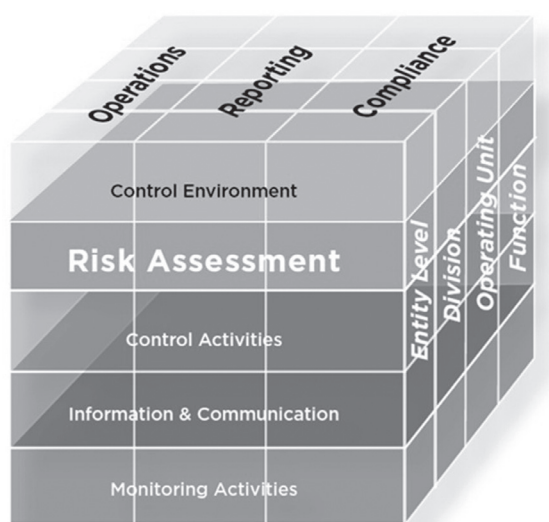 Operations
Reporting
Compliance
Control Environment
Risk Assessment
Control Activities
Information & Communication
Monitoring Activities
Entity Level
Division
Operating Unit
Function